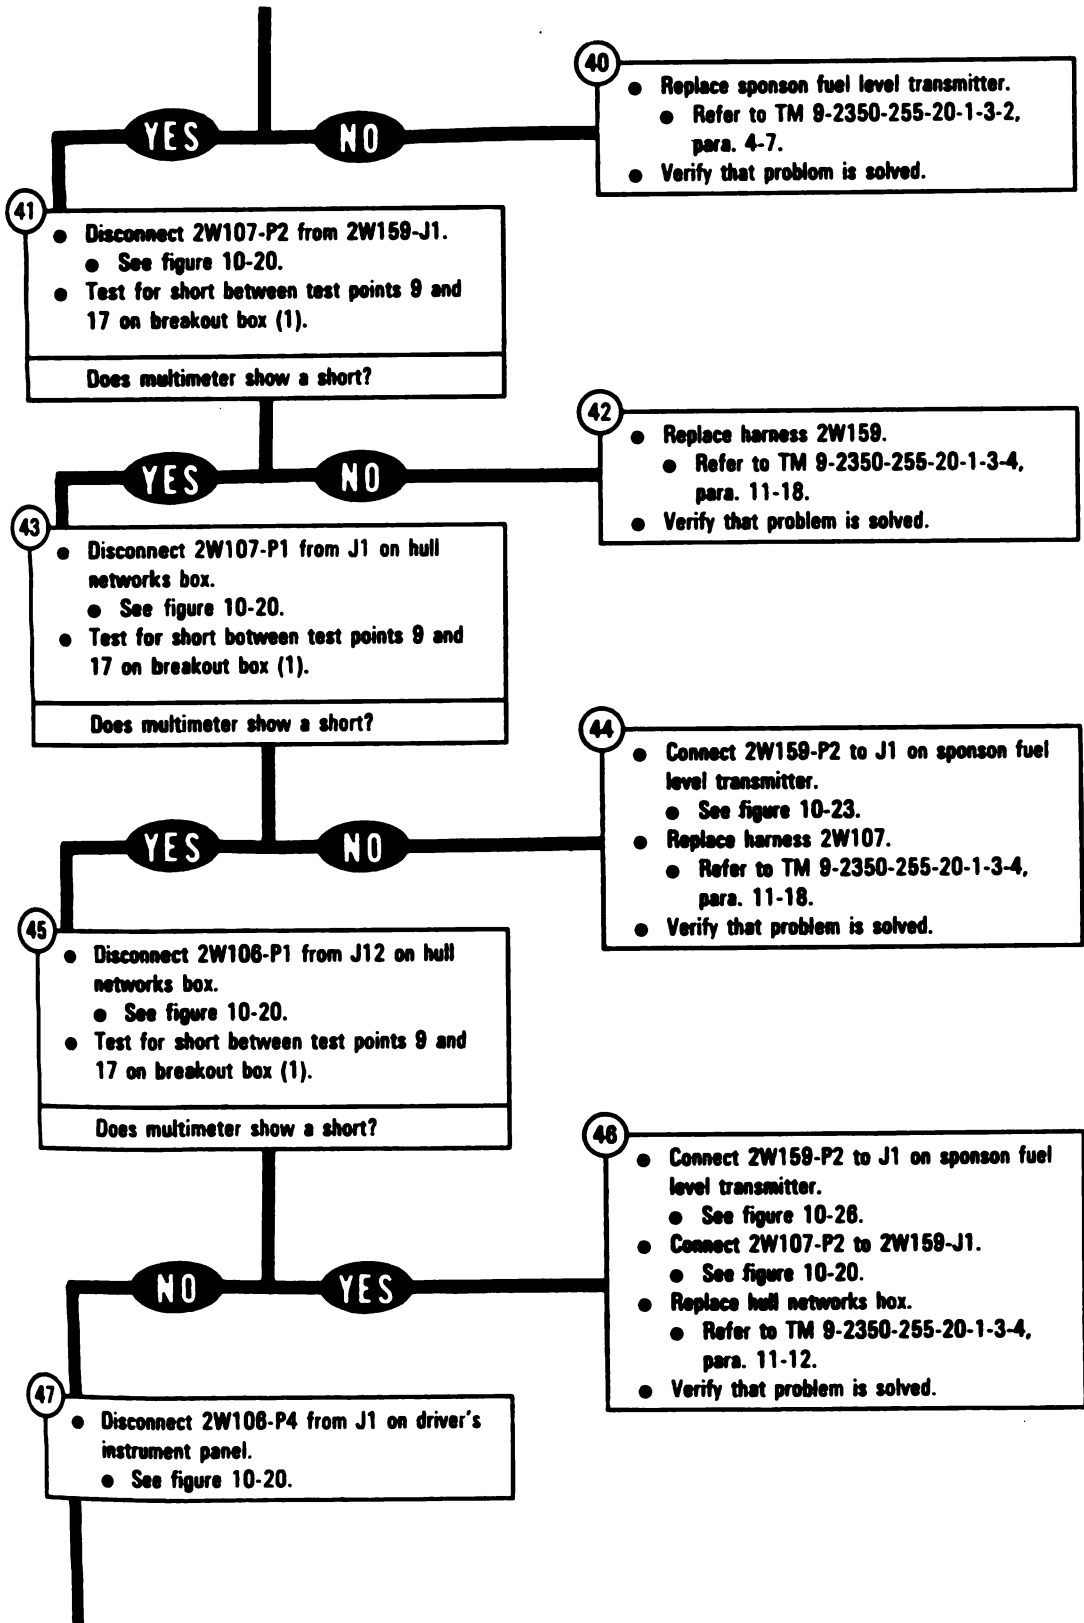 40
● Replace sponson fuel level transmitter.
● Refer to TM 9-2350-255-20-1-3-2,
para. 4-7.
● Verify that problom is solved.
YES
NO
41
● Disconnect 2W107-P2 from 2W159-J1.
● See figure 10-20.
● Test for short between test points 9 and
17 on breakout box (1).
Does multimeter show a short?
42
● Replace harness 2W159.
● Refer to TM 9-2350-255-20-1-3-4,
para. 11-18.
● Verify that problem is solved.
YES
NO
43
● Disconnect 2W107-P1 from J1 on hull
networks box.
● See figure 10-20.
● Test for short botween test points 9 and
17 on breakout box (1).
Does multimeter show a short?
44
● Connect 2W159-P2 to J1 on sponson fuel
level transmitter.
● See figure 10-23.
● Replace harness 2W107.
● Refer to TM 9-2350-255-20-1-3-4,
para. 11-18.
● Verify that problem is solved.
YES
NO
45
● Disconnect 2W106-P1 from J12 on hull
networks box.
● See figure 10-20.
● Test for short between test points 9 and
17 on breakout box (1).
Does multimeter show a short?
46
● Connect 2W159-P2 to J1 on sponson fuel
level transmitter.
● See figure 10-26.
● Connect 2W107-P2 to 2W159-J1.
● See figure 10-20.
● Replace hull networks hox.
● Refer to TM 9-2350-255-20-1-3-4,
para. 11-12.
● Verify that problem is solved.
NO
YES
47
● Disconnect 2W106-P4 from J1 on driver's
instrument panel.
● See figure 10-20.